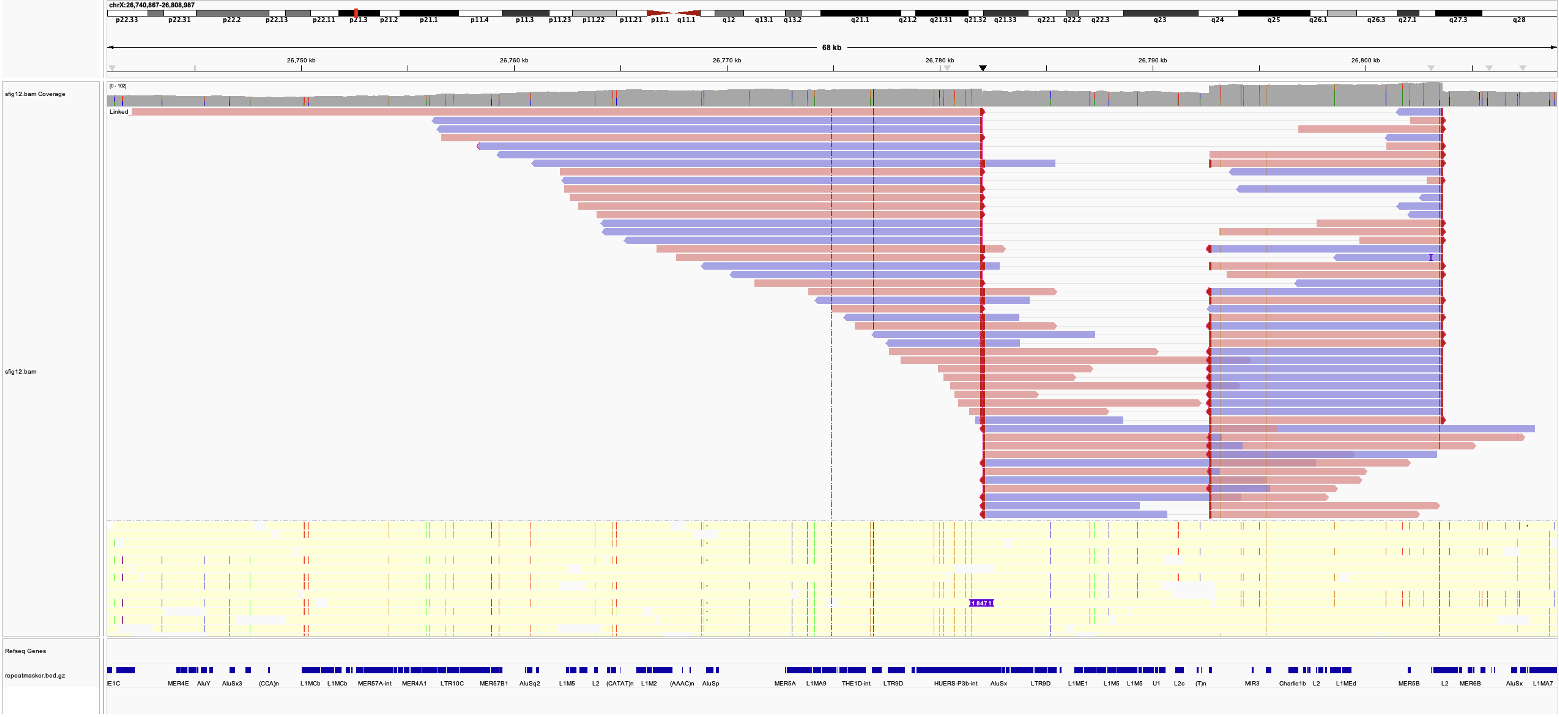 chrX:26,740,867-26,808,987
p22.33 p22.31 p22.2 p22.13 p22.11 p21.3 p21.2 p21.1 p11.4 p11.3 p11.23 p11.22 p11.21 p11.1 q11.1 q12 q13.1 q13.2 q21.1 q21.2 q21.31 q21.32 q21.33 q22.1 q22.2 q22.3 q23 q24 q25 q26.1 q26.3 q27.1 q27.3 q28
68 kb
26,750 kb 26,760 kb 26,770 kb 26,780 kb 26,790 kb 26,800 kb
[0 - 102]
sfig12.bam Coverage
Linked
I
sfig12.bam
Refseq Genes
repeatmasker.bed.gz
E1C MER4E AluY AluSx3 (CCA)n L1MCb L1MCb MER57A-int MER4A1 LTR10C MER57B1 AluSq2 L1M5 L2 (CATAT)n L1M2 (AAAC)n AluSp MER5A L1MA9 THE1D-int LTR9D HUERS-P3b-int AluSx LTR9D L1ME1 L1M5 L1M5 U1 L2c (T)n MIR3 Charlie1b L2 L1MEd MER5B L2 MER6B AluSx L1MA7